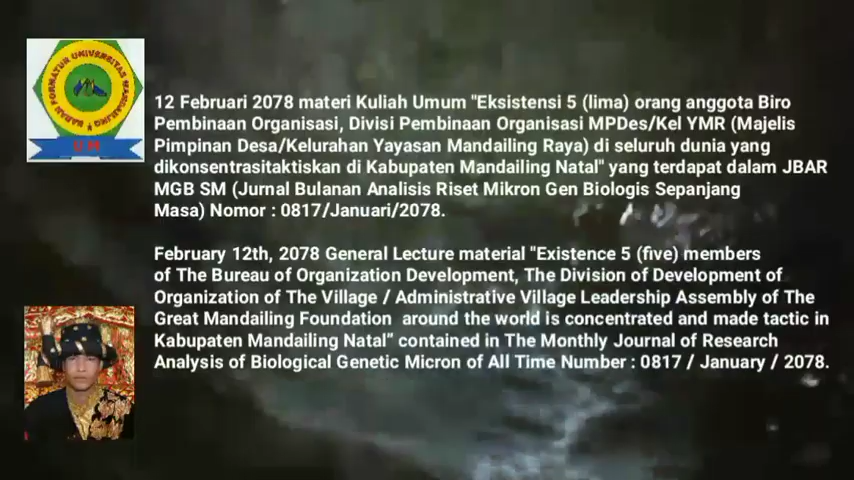 BADAN FORMATUR UNIVERSITAS MANDAILING
U M
12 Februari 2078 materi Kuliah Umum "Eksistensi 5 (lima) orang anggota Biro
Pembinaan Organisasi, Divisi Pembinaan Organisasi MPDes/Kel YMR (Majelis
Pimpinan Desa/Kelurahan Yayasan Mandailing Raya) di seluruh dunia yang
dikonsentrasitaktiskan di Kabupaten Mandailing Natal" yang terdapat dalam JBAR
MGB SM (Jurnal Bulanan Analisis Riset Mikron Gen Biologis Sepanjang
Masa) Nomor : 0817/Januari/2078.
February 12th, 2078 General Lecture material "Existence 5 (five) members
of The Bureau of Organization Development, The Division of Development of
Organization of The Village / Administrative Village Leadership Assembly of The
Great Mandailing Foundation around the world is concentrated and made tactic in
Kabupaten Mandailing Natal" contained in The Monthly Journal of Research
Analysis of Biological Genetic Micron of All Time Number : 0817 / January / 2078.